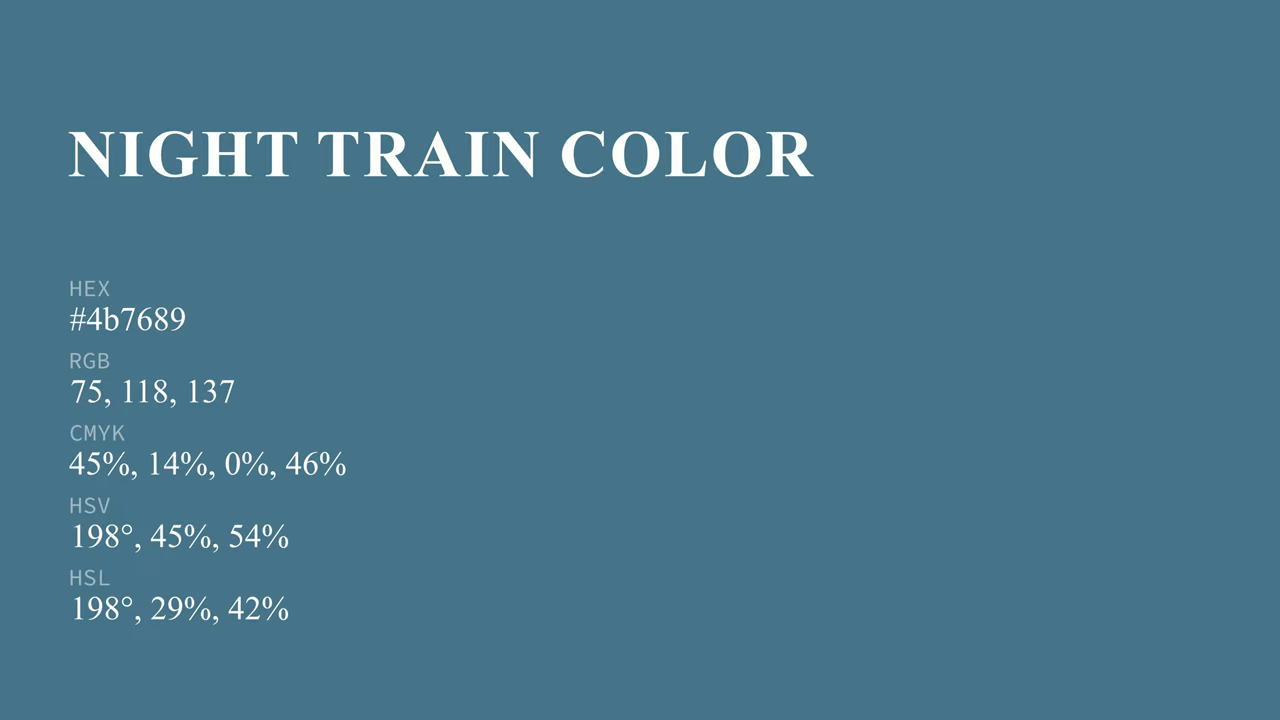 NIGHT TRAIN COLOR
HEX
#4b7689
RGB
75, 118, 137
CMYK
45%, 14%, 0%, 46%
HSV
198°, 45%, 54%
HSL
198°, 29%, 42%